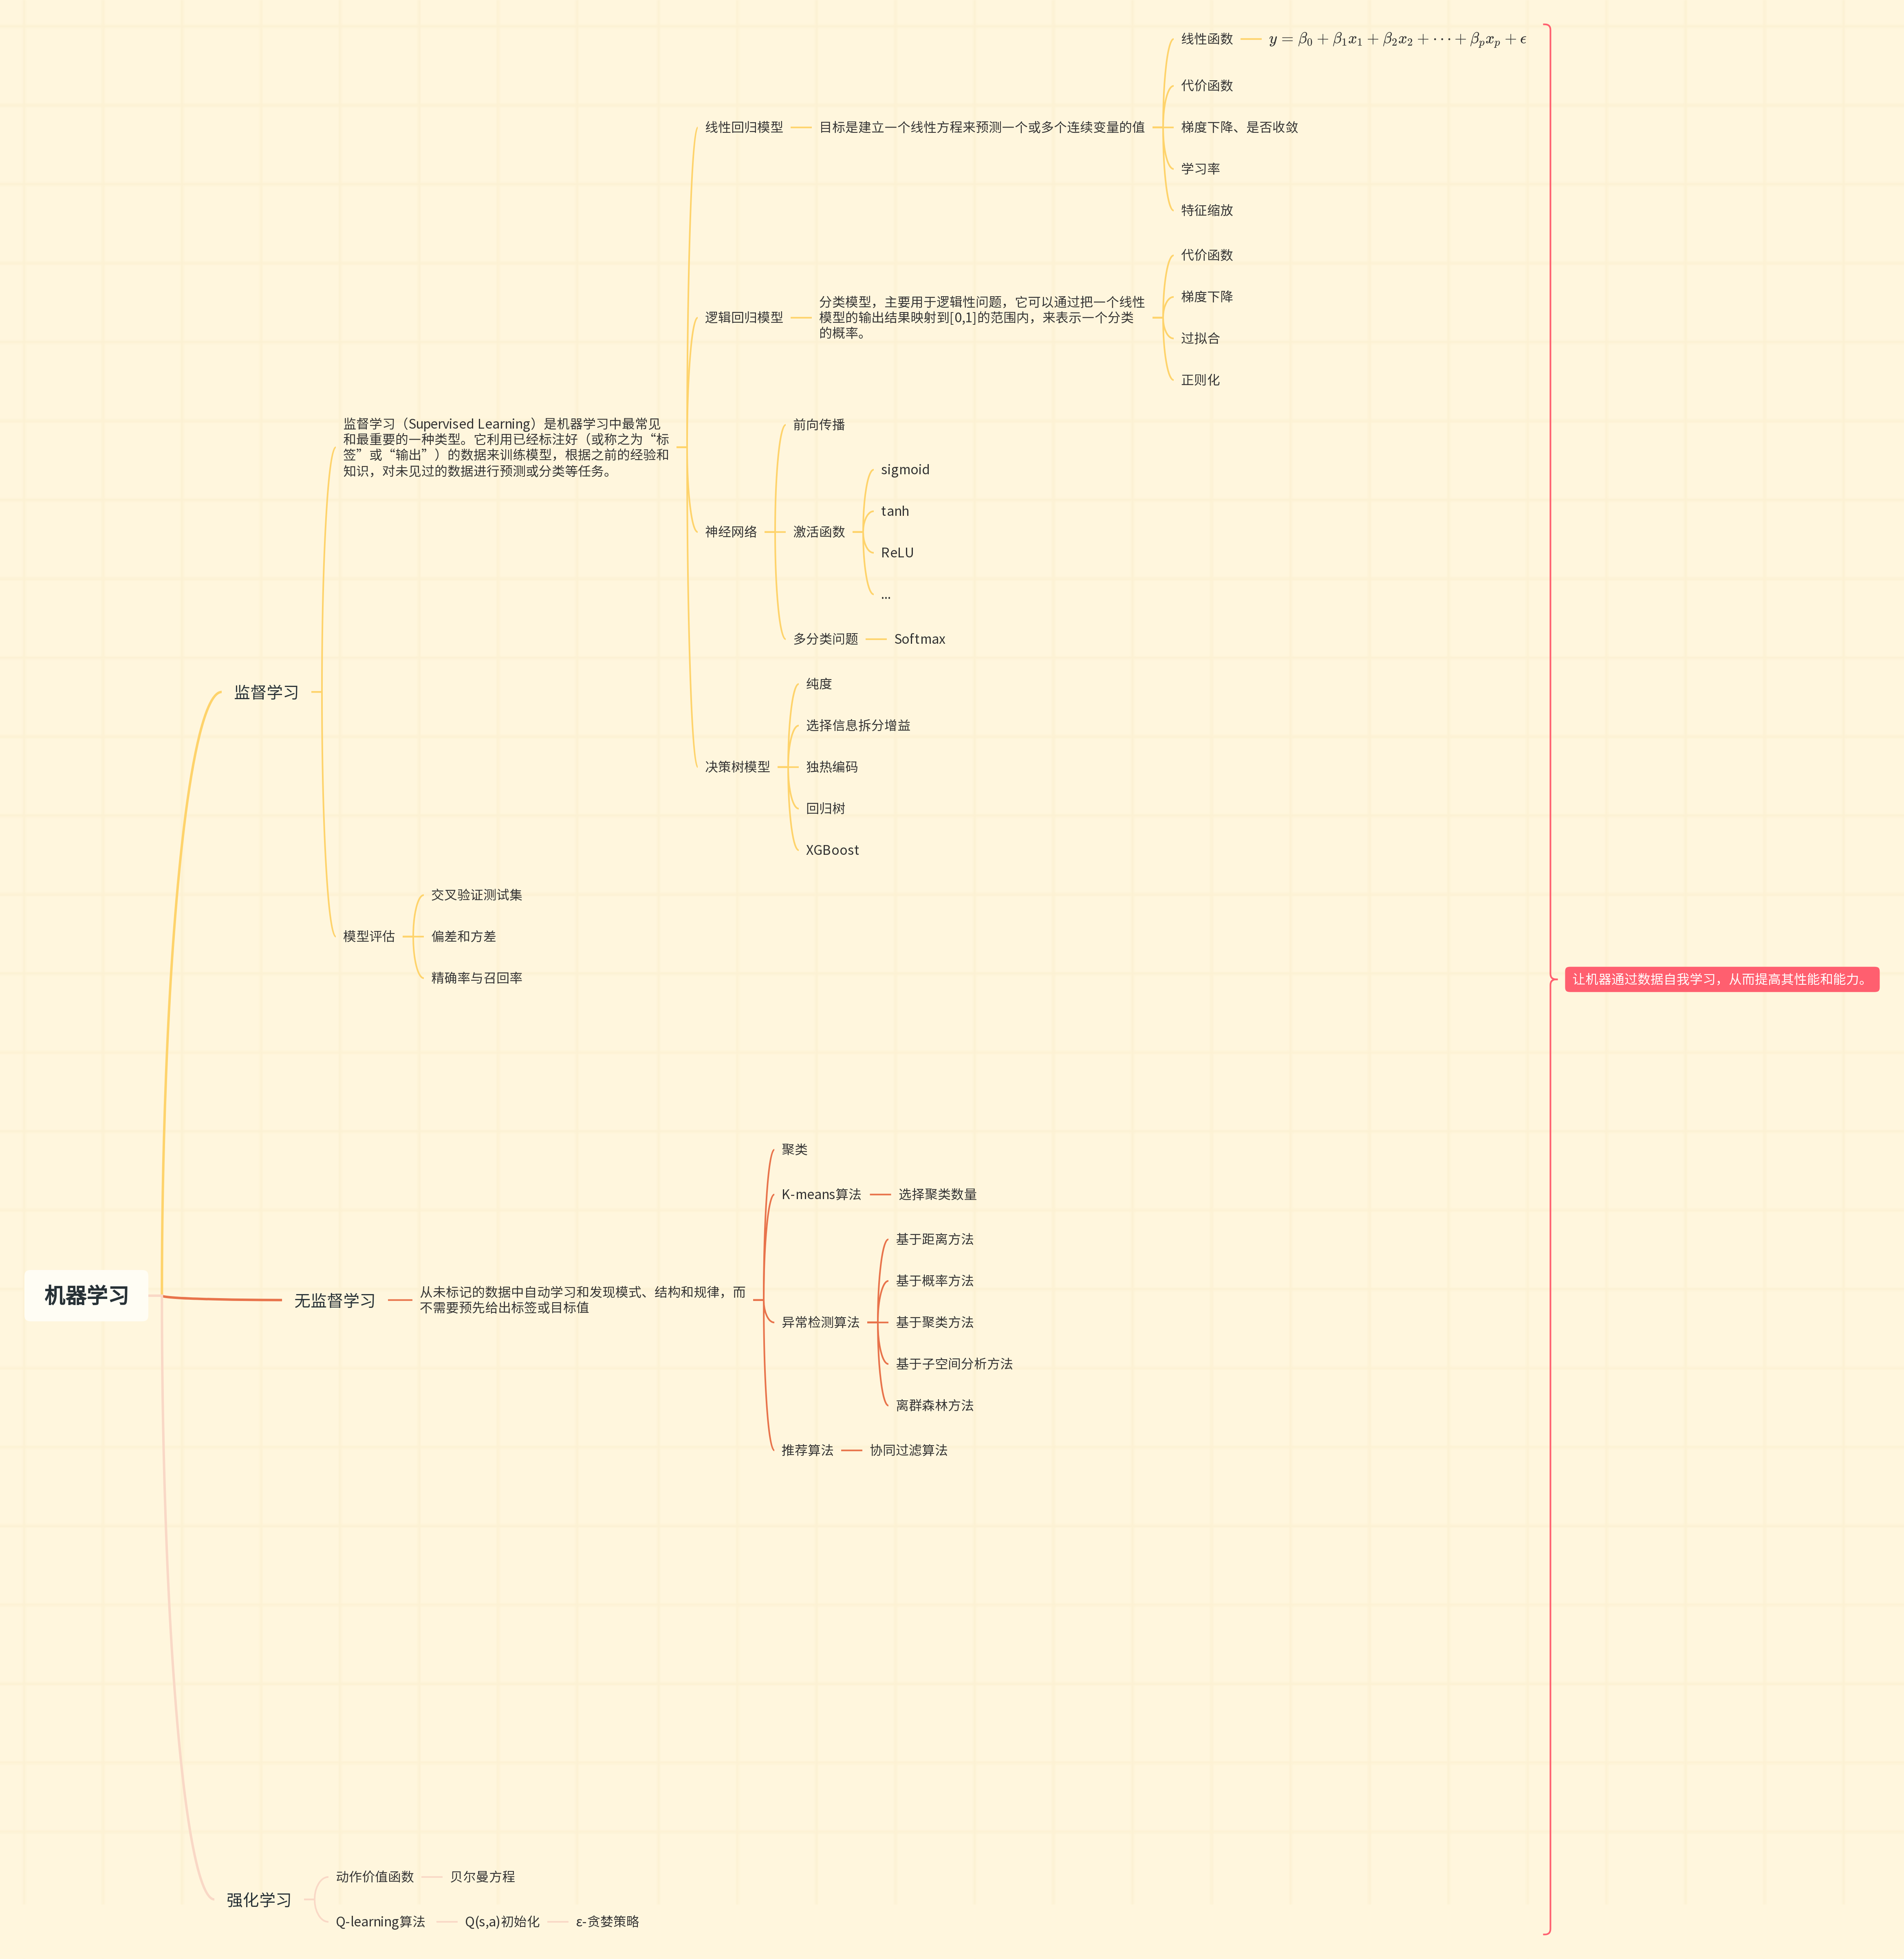 机器学习
监督学习
监督学习（Supervised Learning）是机器学习中最常见
和最重要的一种类型。它利用已经标注好（或称之为“标
签”或“输出”）的数据来训练模型，根据之前的经验和
知识，对未见过的数据进行预测或分类等任务。
线性回归模型
目标是建立一个线性方程来预测一个或多个连续变量的值
线性函数
y = β₀ + β₁x₁ + β₂x₂ + ⋯ + βₚxₚ + ϵ
代价函数
梯度下降、是否收敛
学习率
特征缩放
逻辑回归模型
分类模型，主要用于逻辑性问题，它可以通过把一个线性
模型的输出结果映射到[0,1]的范围内，来表示一个分类
的概率。
代价函数
梯度下降
过拟合
正则化
神经网络
前向传播
激活函数
sigmoid
tanh
ReLU
...
多分类问题
Softmax
决策树模型
纯度
选择信息拆分增益
独热编码
回归树
XGBoost
模型评估
交叉验证测试集
偏差和方差
精确率与召回率
无监督学习
从未标记的数据中自动学习和发现模式、结构和规律，而
不需要预先给出标签或目标值
聚类
K-means算法
选择聚类数量
异常检测算法
基于距离方法
基于概率方法
基于聚类方法
基于子空间分析方法
离群森林方法
推荐算法
协同过滤算法
强化学习
动作价值函数
贝尔曼方程
Q-learning算法
Q(s,a)初始化
ε-贪婪策略
让机器通过数据自我学习，从而提高其性能和能力。